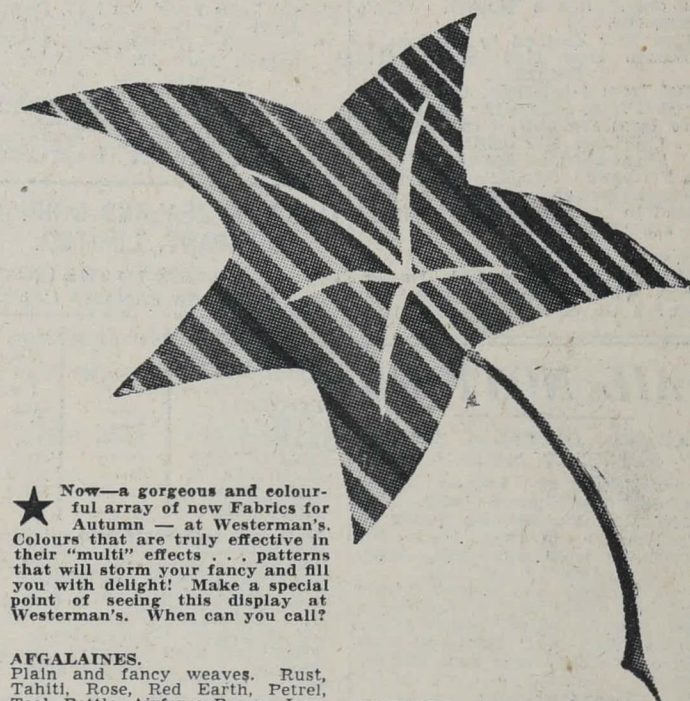 Now—a gorgeous and colour-
ful array of new Fabrics for
Autumn — at Westerman's.
Colours that are truly effective in
their "multi" effects . . . patterns
that will storm your fancy and fill
you with delight! Make a special
point of seeing this display at
Westerman's. When can you call?
AFGALAINES.
Plain and fancy weaves. Rust,
Tahiti, Rose, Red Earth, Petrel,